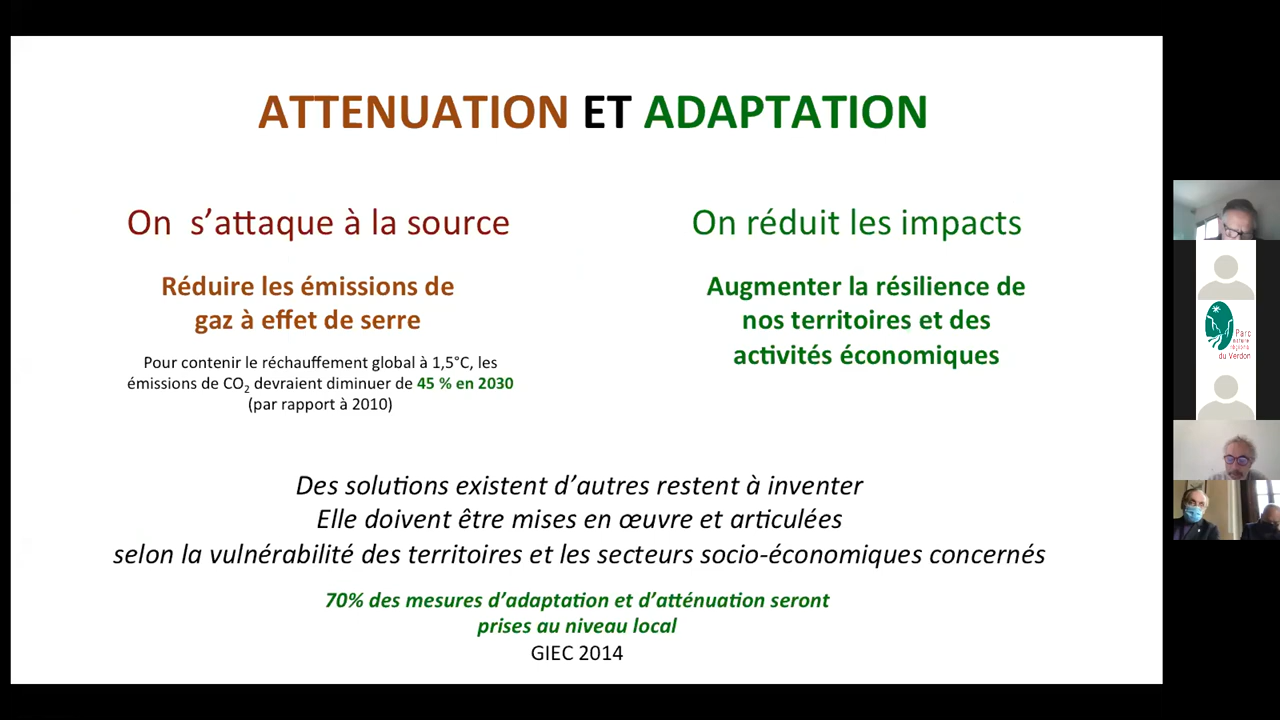 ATTENUATION ET ADAPTATION
On s’attaque à la source
Réduire les émissions de
gaz à effet de serre
Pour contenir le réchauffement global à 1,5°C, les
émissions de CO2 devraient diminuer de 45 % en 2030
(par rapport à 2010)
On réduit les impacts
Augmenter la résilience de
nos territoires et des
activités économiques
Des solutions existent d’autres restent à inventer
Elle doivent être mises en œuvre et articulées
selon la vulnérabilité des territoires et les secteurs socio-économiques concernés
70% des mesures d’adaptation et d’atténuation seront
prises au niveau local
GIEC 2014
Parc
du Verdon